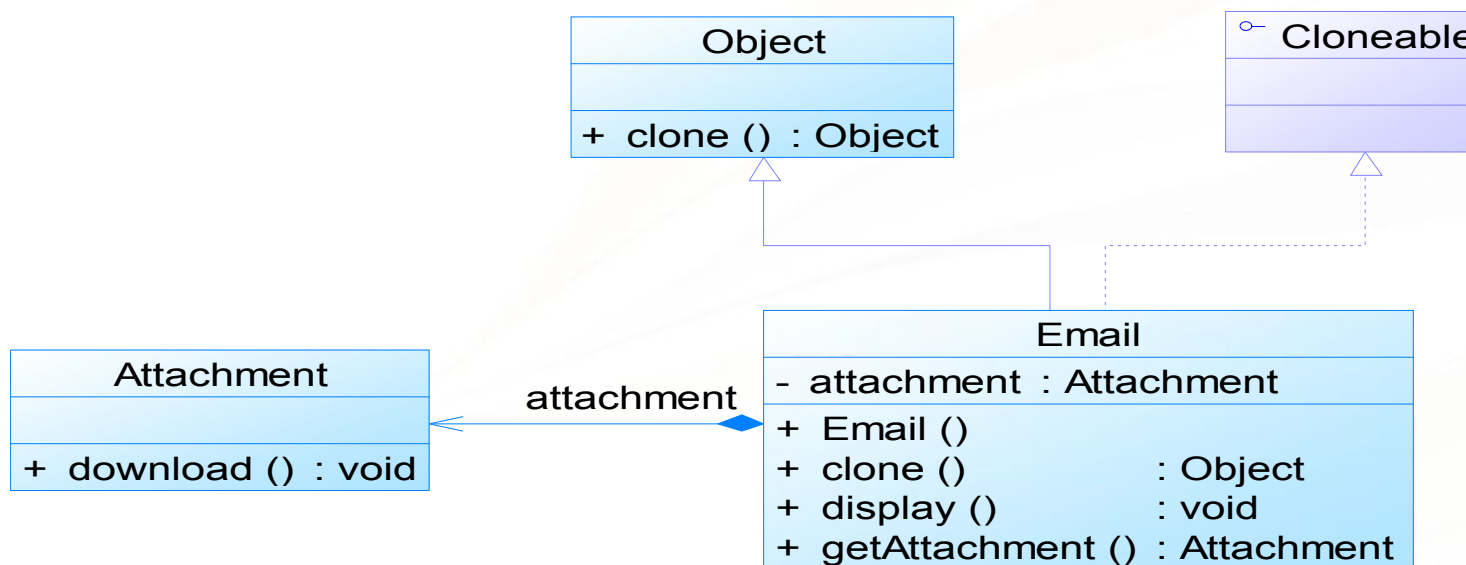 Object
+ clone () : Object
Cloneable
Attachment
+ download () : void
attachment
Email
- attachment : Attachment
+ Email ()
+ clone () : Object
+ display () : void
+ getAttachment () : Attachment